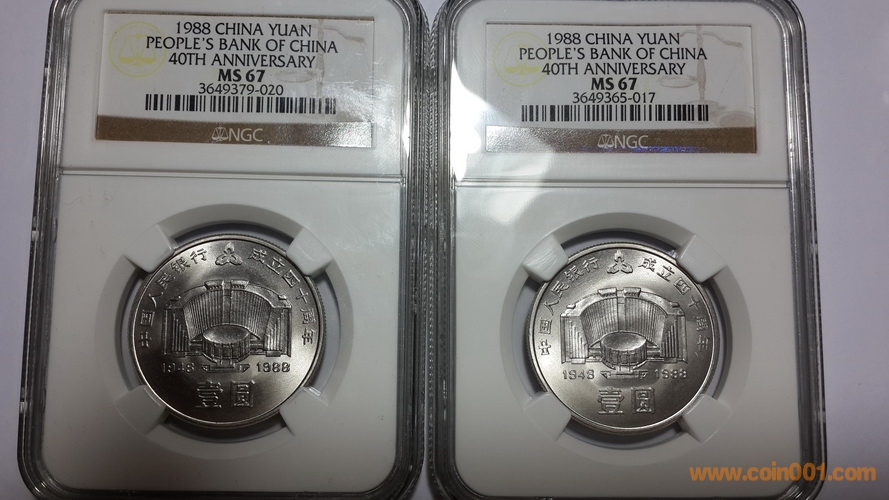 1988 CHINA YUAN
PEOPLE'S BANK OF CHINA
40TH ANNIVERSARY
MS 67
3649379-020
NGC
中国人民银行 成立四十周年
1948 1988
壹圆
1988 CHINA YUAN
PEOPLE'S BANK OF CHINA
40TH ANNIVERSARY
MS 67
3649365-017
NGC
中国人民银行 成立四十周年
1948 1988
壹圆
www.coin001.com